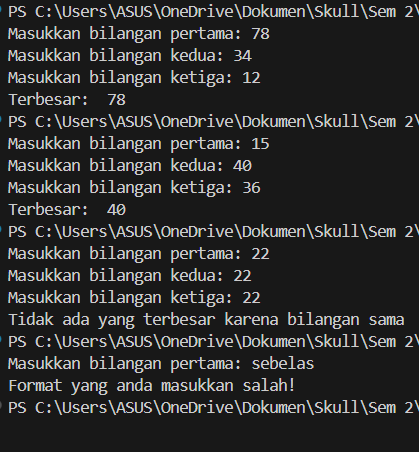 PS C:\Users\ASUS\OneDrive\Dokumen\Skull\Sem 2\
Masukkan bilangan pertama: 78
Masukkan bilangan kedua: 34
Masukkan bilangan ketiga: 12
Terbesar:  78
PS C:\Users\ASUS\OneDrive\Dokumen\Skull\Sem 2\
Masukkan bilangan pertama: 15
Masukkan bilangan kedua: 40
Masukkan bilangan ketiga: 36
Terbesar:  40
PS C:\Users\ASUS\OneDrive\Dokumen\Skull\Sem 2\
Masukkan bilangan pertama: 22
Masukkan bilangan kedua: 22
Masukkan bilangan ketiga: 22
Tidak ada yang terbesar karena bilangan sama
PS C:\Users\ASUS\OneDrive\Dokumen\Skull\Sem 2\
Masukkan bilangan pertama: sebelas
Format yang anda masukkan salah!
PS C:\Users\ASUS\OneDrive\Dokumen\Skull\Sem 2\